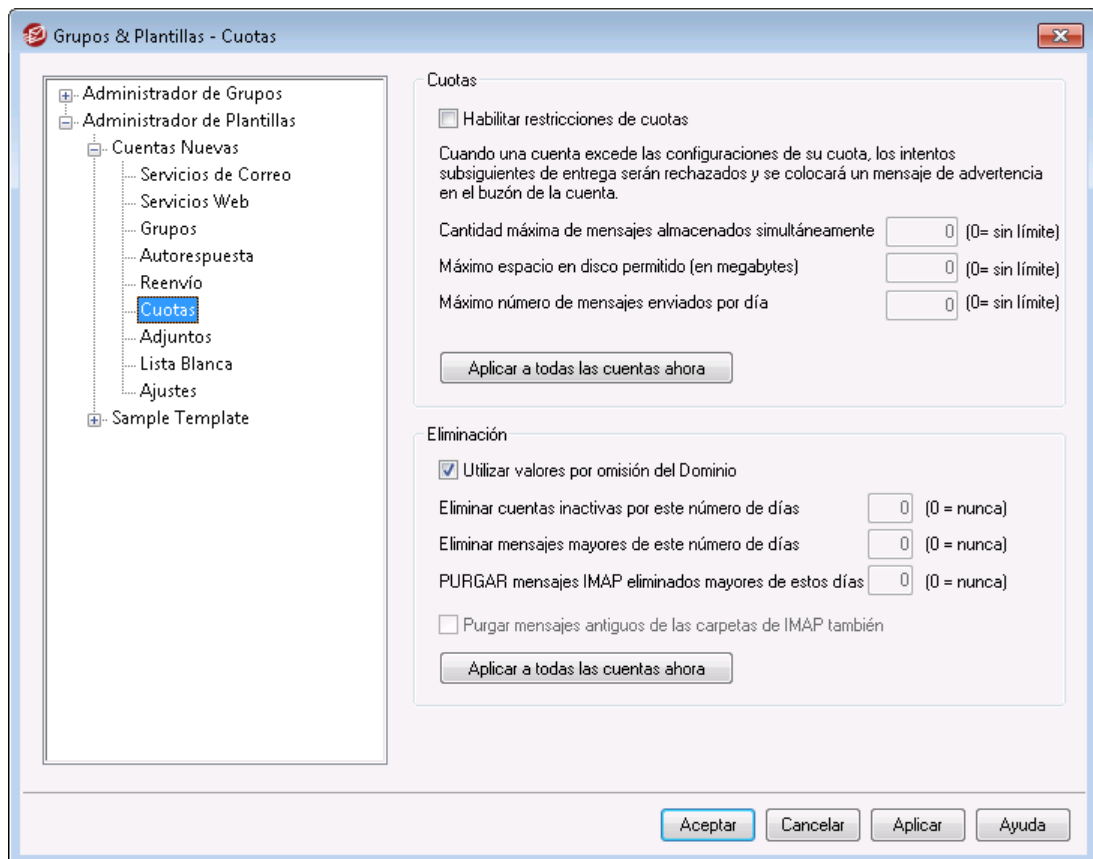 Grupos & Plantillas - Cuotas
Administrador de Grupos
Administrador de Plantillas
Cuentas Nuevas
Servicios de Correo
Servicios Web
Grupos
Autorespuesta
Reenvío
Cuotas
Adjuntos
Lista Blanca
Ajustes
Sample Template
Cuotas
Habilitar restricciones de cuotas
Cuando una cuenta excede las configuraciones de su cuota, los intentos
subsiguientes de entrega serán rechazados y se colocará un mensaje de advertencia
en el buzón de la cuenta.
Cantidad máxima de mensajes almacenados simultáneamente 0 (0= sin límite)
Máximo espacio en disco permitido (en megabytes) 0 (0= sin límite)
Máximo número de mensajes enviados por día 0 (0= sin límite)
Aplicar a todas las cuentas ahora
Eliminación
Utilizar valores por omisión del Dominio
Eliminar cuentas inactivas por este número de días 0 (0 = nunca)
Eliminar mensajes mayores de este número de días 0 (0 = nunca)
PURGAR mensajes IMAP eliminados mayores de estos días 0 (0 = nunca)
Purgar mensajes antiguos de las carpetas de IMAP también
Aplicar a todas las cuentas ahora
Aceptar Cancelar Aplicar Ayuda